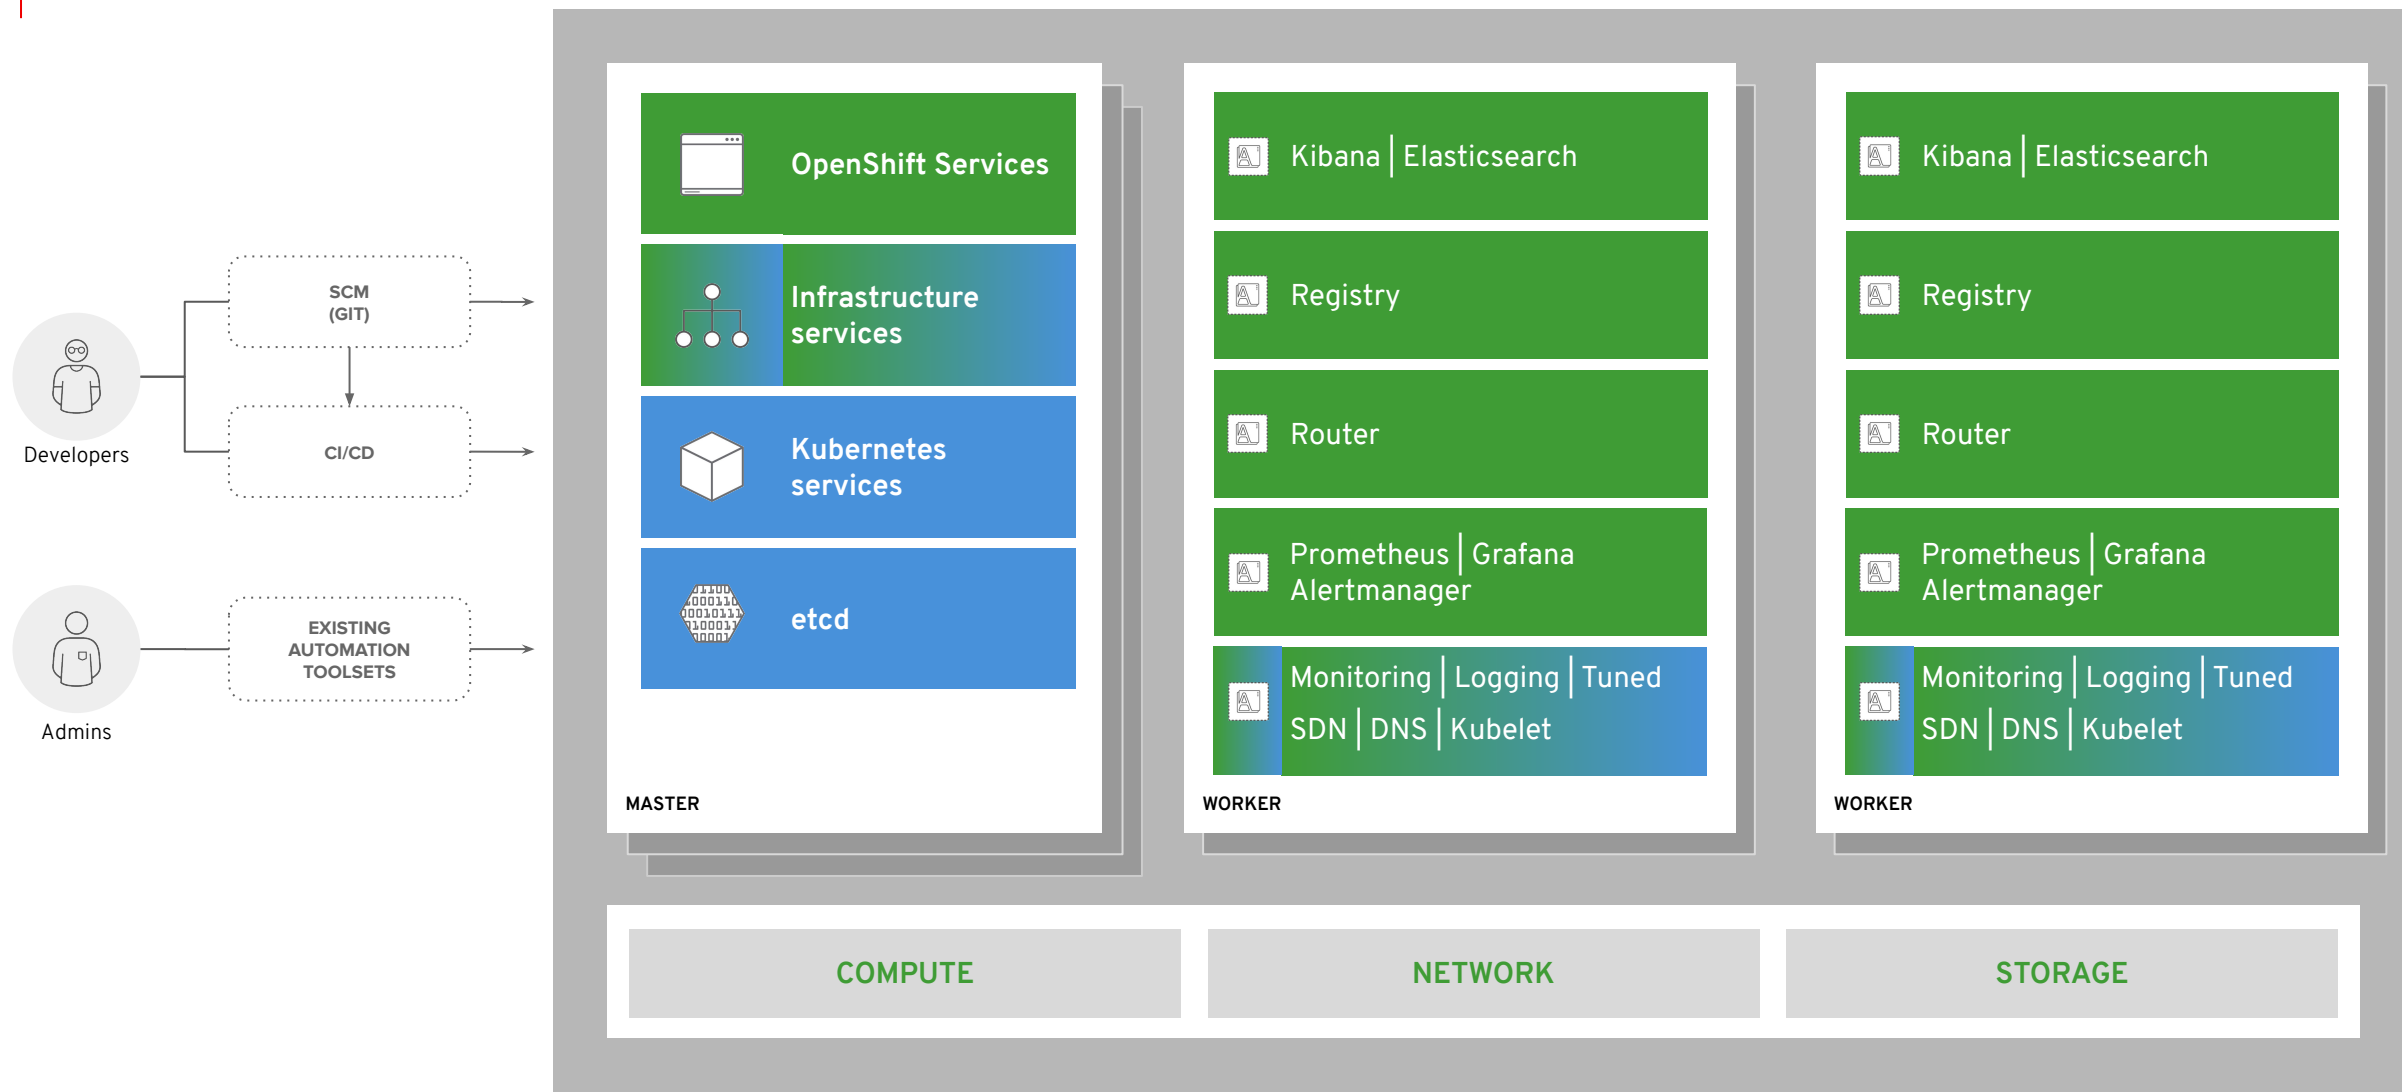 SCM
(GIT)
Developers
CI/CD
EXISTING
AUTOMATION
TOOLSETS
Admins
OpenShift Services
Infrastructure
services
Kubernetes
services
etcd
MASTER
Kibana | Elasticsearch
Registry
Router
Prometheus | Grafana
Alertmanager
Monitoring | Logging | Tuned
SDN | DNS | Kubelet
WORKER
Kibana | Elasticsearch
Registry
Router
Prometheus | Grafana
Alertmanager
Monitoring | Logging | Tuned
SDN | DNS | Kubelet
WORKER
COMPUTE
NETWORK
STORAGE